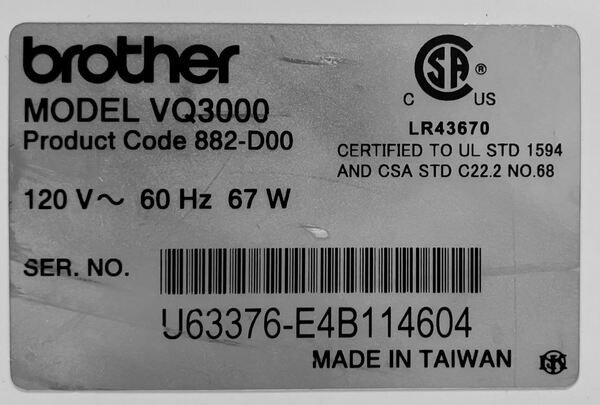 brother
MODEL VQ3000
Product Code 882-D00
120 V~ 60 Hz 67 W
CSA ®
C US
LR43670
CERTIFIED TO UL STD 1594
AND CSA STD C22.2 NO.68
SER. NO.
U63376-E4B114604
MADE IN TAIWAN